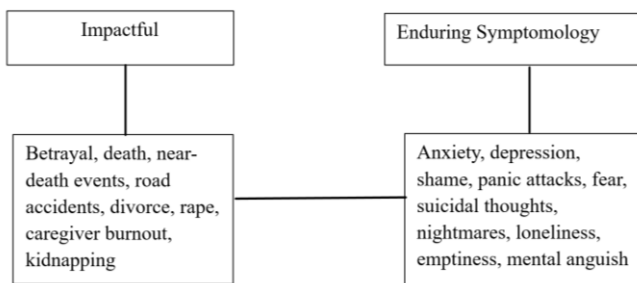 Impactful
Enduring Symptomology
Betrayal, death, near-
death events, road
accidents, divorce, rape,
caregiver burnout,
kidnapping
Anxiety, depression,
shame, panic attacks, fear,
suicidal thoughts,
nightmares, loneliness,
emptiness, mental anguish